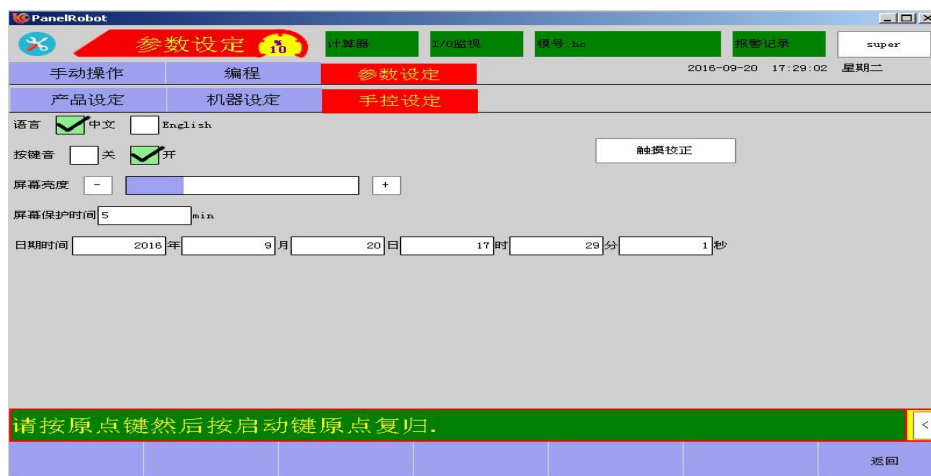 PanelRobot
参数设定 % 10 计算器 I/O监视 模号:hc 报警记录 super
手动操作 编程 参数设定 2016-09-20 17:29:02 星期二
产品设定 机器设定 手控设定
语言 中文 English
按键音 关 开 触摸校正
屏幕亮度 - +
屏幕保护时间 5 min
日期时间 2016 年 9 月 20 日 17 时 29 分 1 秒
请按原点键然后按启动键原点复归. <
返回